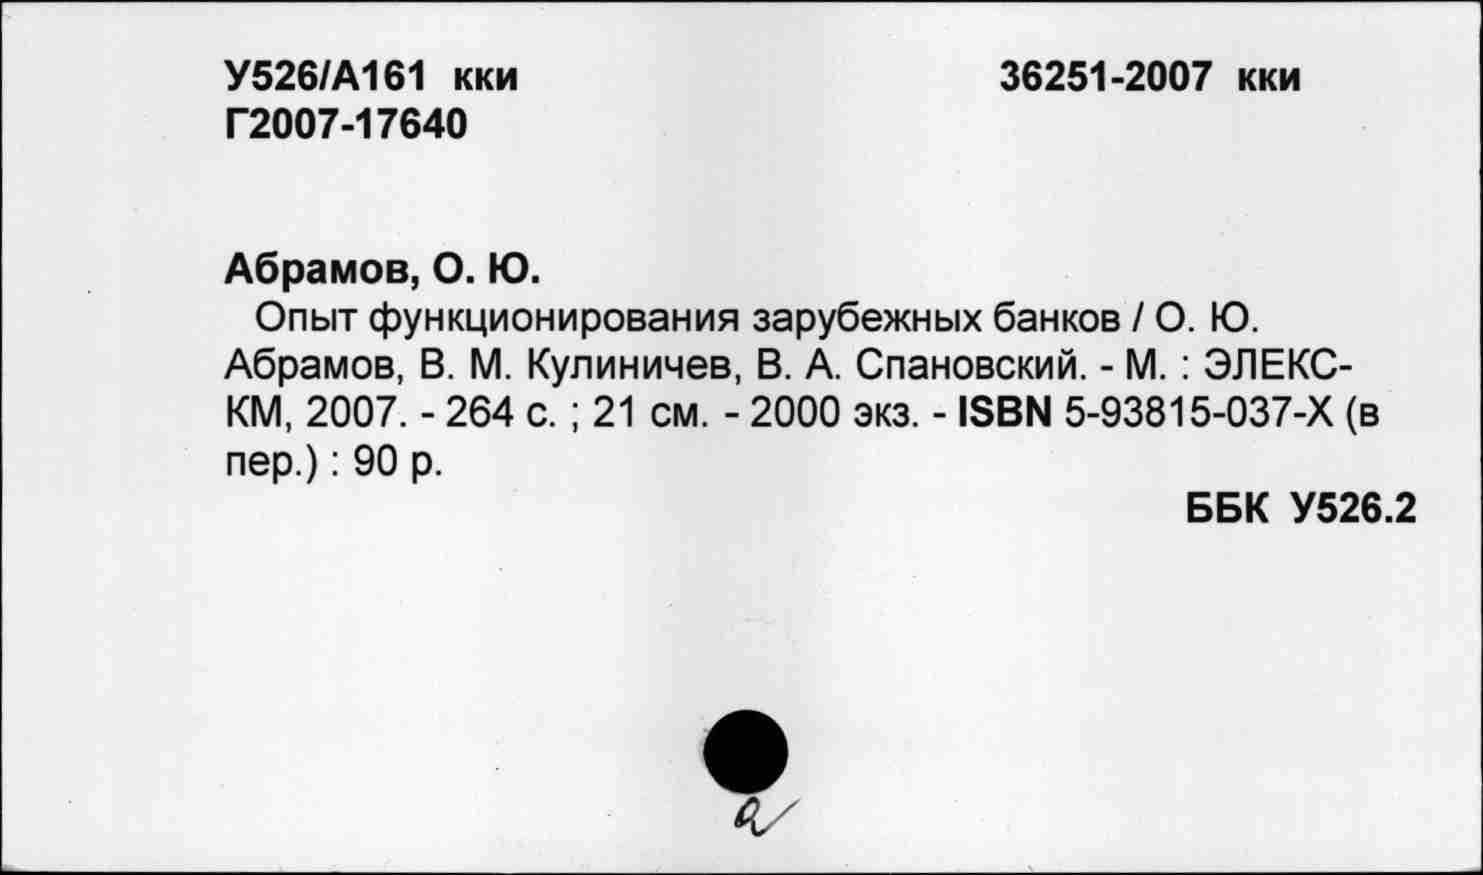 У526/А161 кки 36251-2007 кки
Г2007-17640
Абрамов, О. Ю.
Опыт функционирования зарубежных банков / О. Ю.
Абрамов, В. М. Кулиничев, В. А. Спановский. - М. : ЭЛЕКС-
КМ, 2007. - 264 с. ; 21 см. - 2000 экз. - ISBN 5-93815-037-X (в
пер.) : 90 р.
ББК У526.2